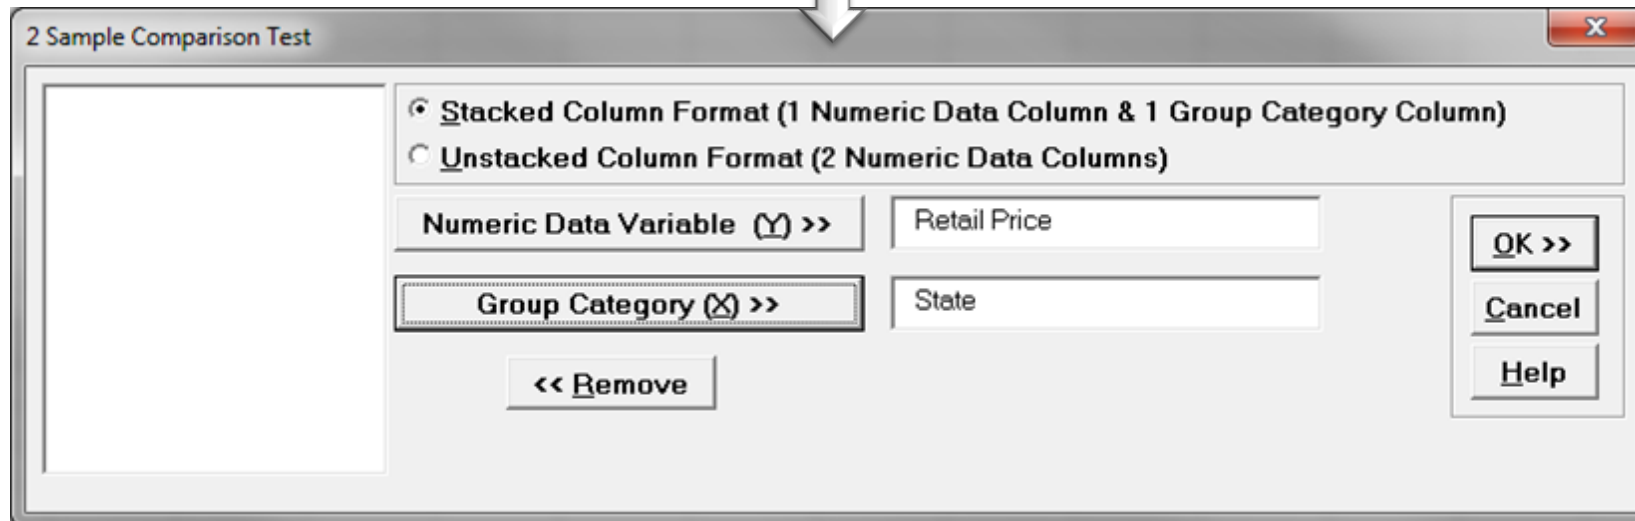 2 Sample Comparison Test
X
Stacked Column Format (1 Numeric Data Column & 1 Group Category Column)
Unstacked Column Format (2 Numeric Data Columns)
Numeric Data Variable (Y) >>
Retail Price
Group Category (X) >>
State
<< Remove
OK >>
Cancel
Help